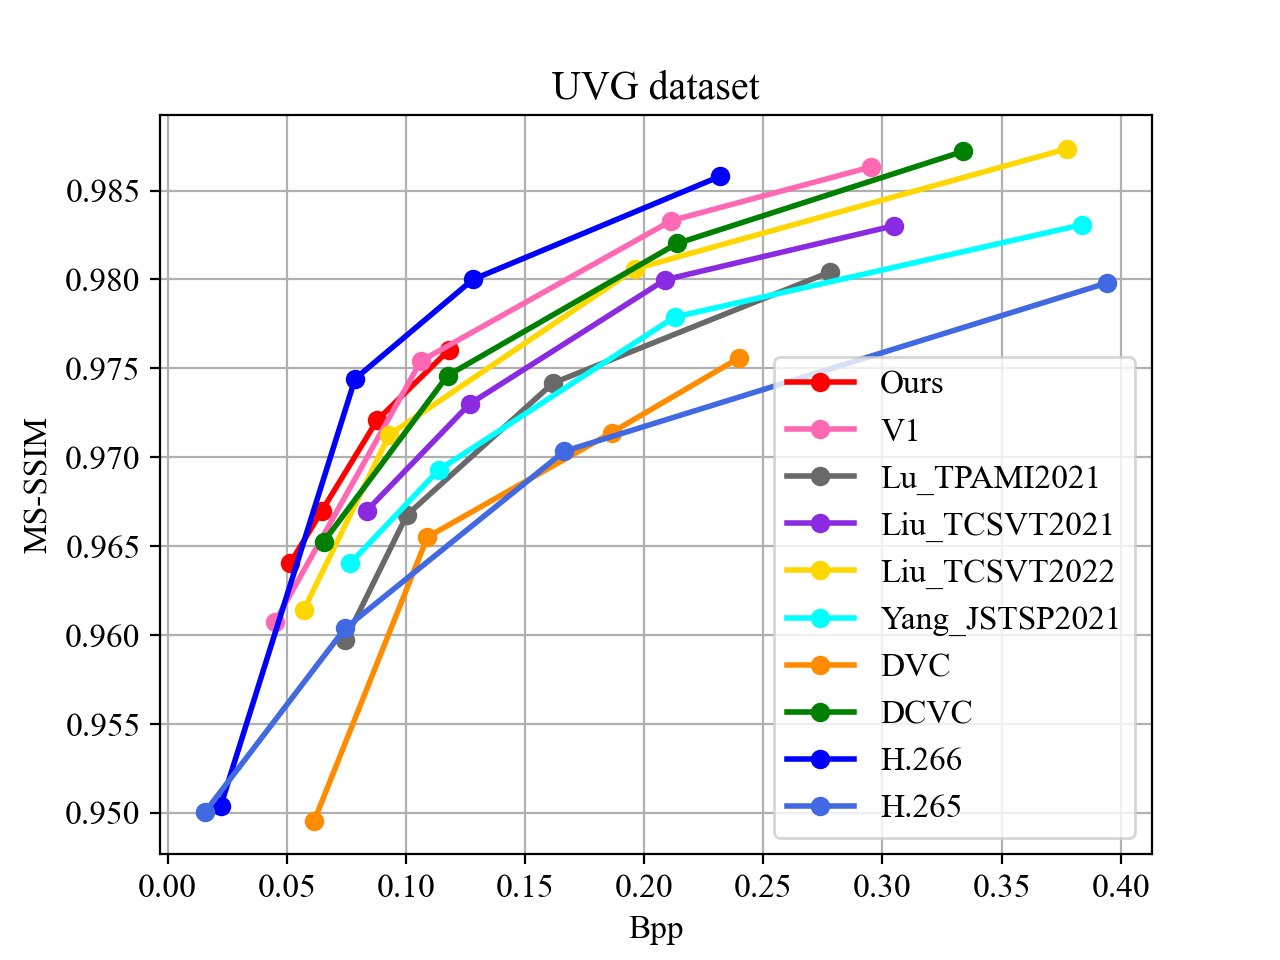 UVG dataset
MS-SSIM
0.985
0.980
0.975
0.970
0.965
0.960
0.955
0.950
Ours
V1
Lu_TPAMI2021
Liu_TCSVT2021
Liu_TCSVT2022
Yang_JSTSP2021
DVC
DCVC
H.266
H.265
0.00 0.05 0.10 0.15 0.20 0.25 0.30 0.35 0.40
Bpp